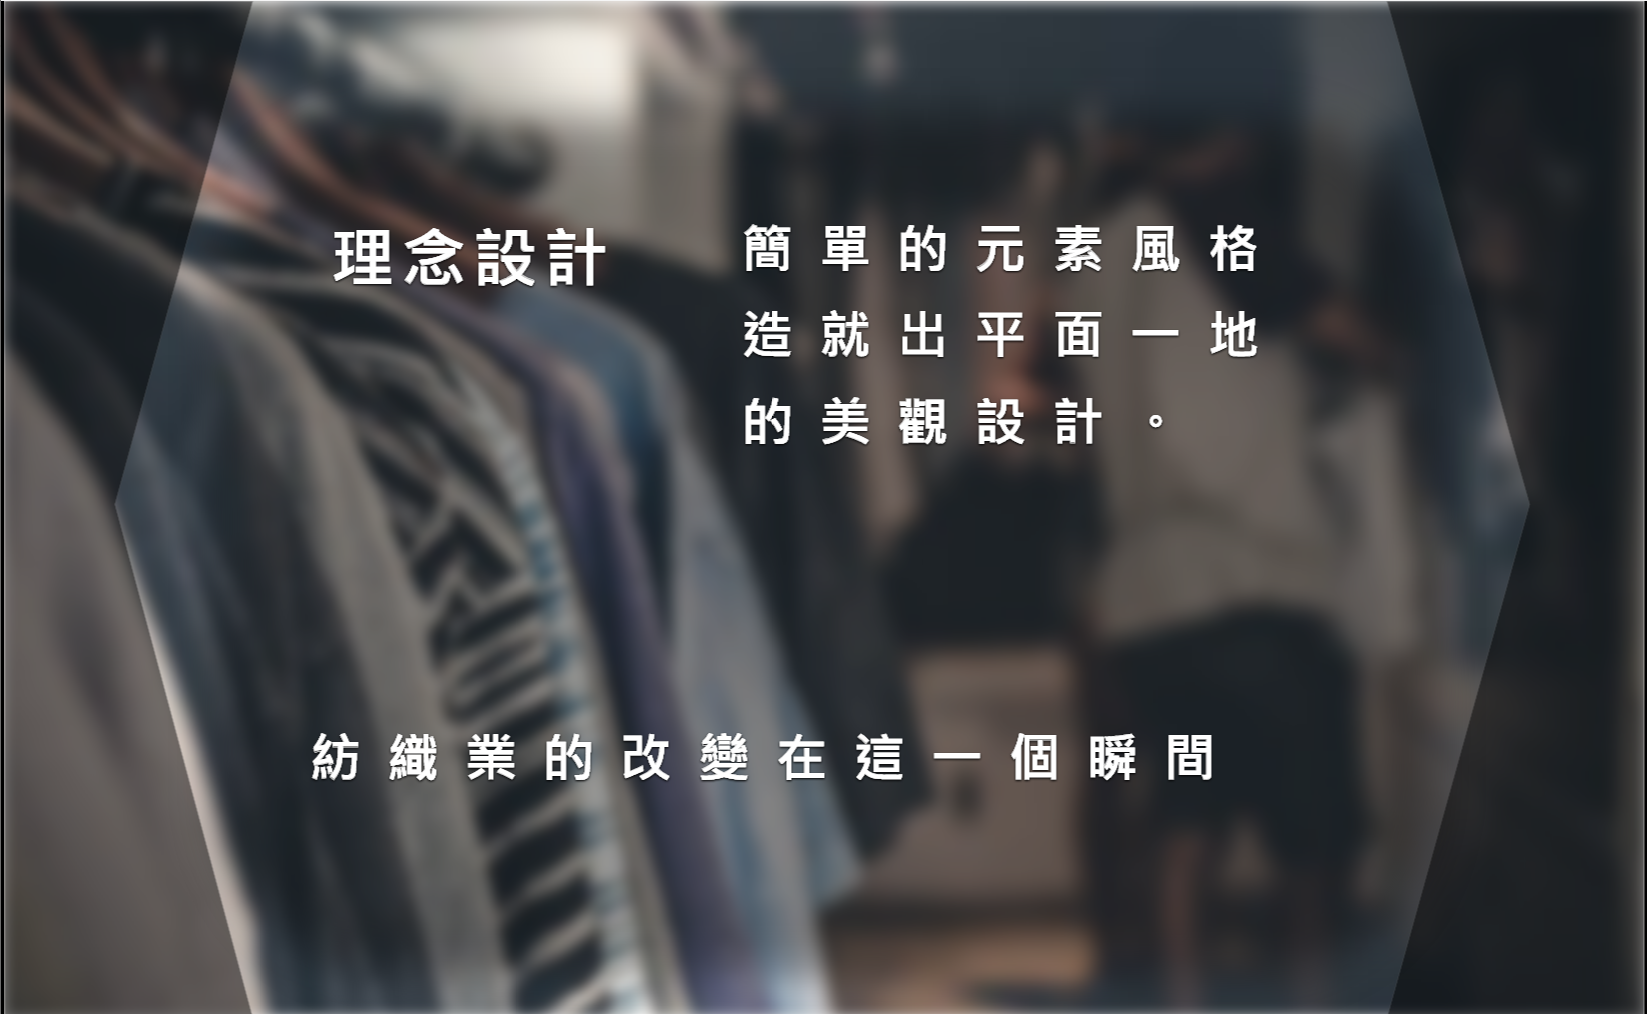 理念設計
簡單的元素風格
造就出平面一地
的美觀設計。
紡織業的改變在這一個瞬間